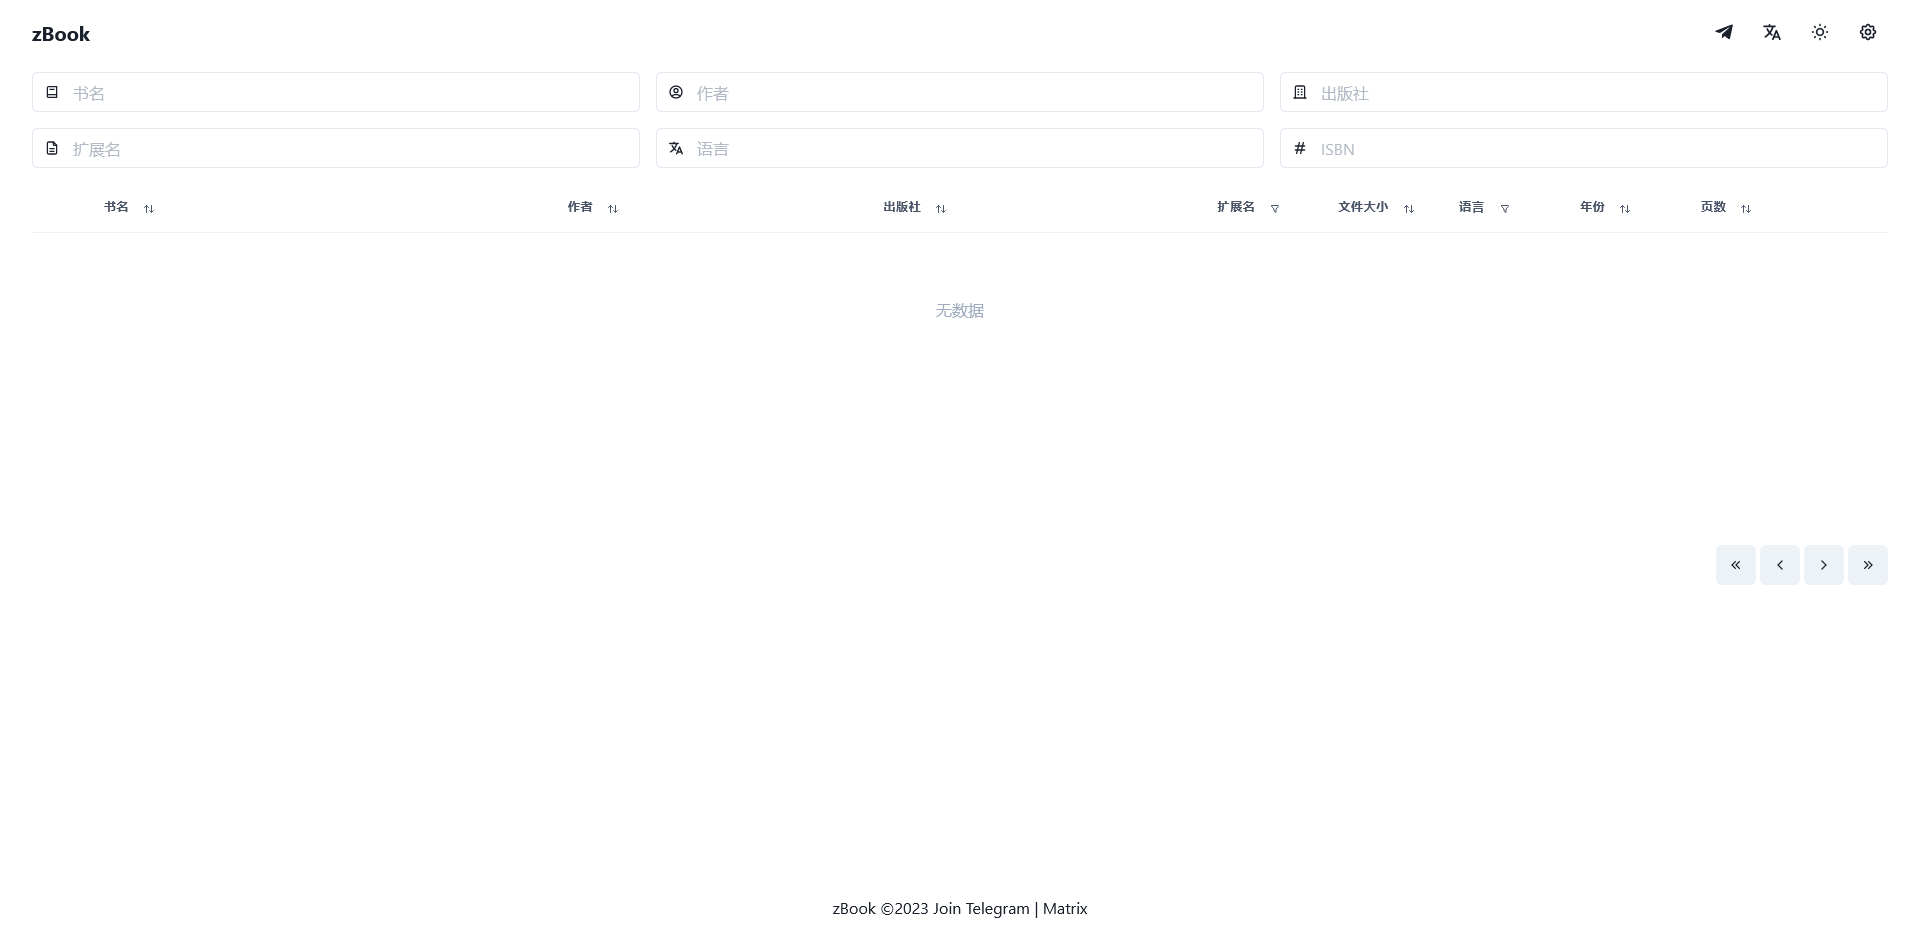 zBook
书名
作者
出版社
扩展名
语言
ISBN
书名 作者 出版社 扩展名 文件大小 语言 年份 页数
无数据
zBook ©2023 Join Telegram | Matrix